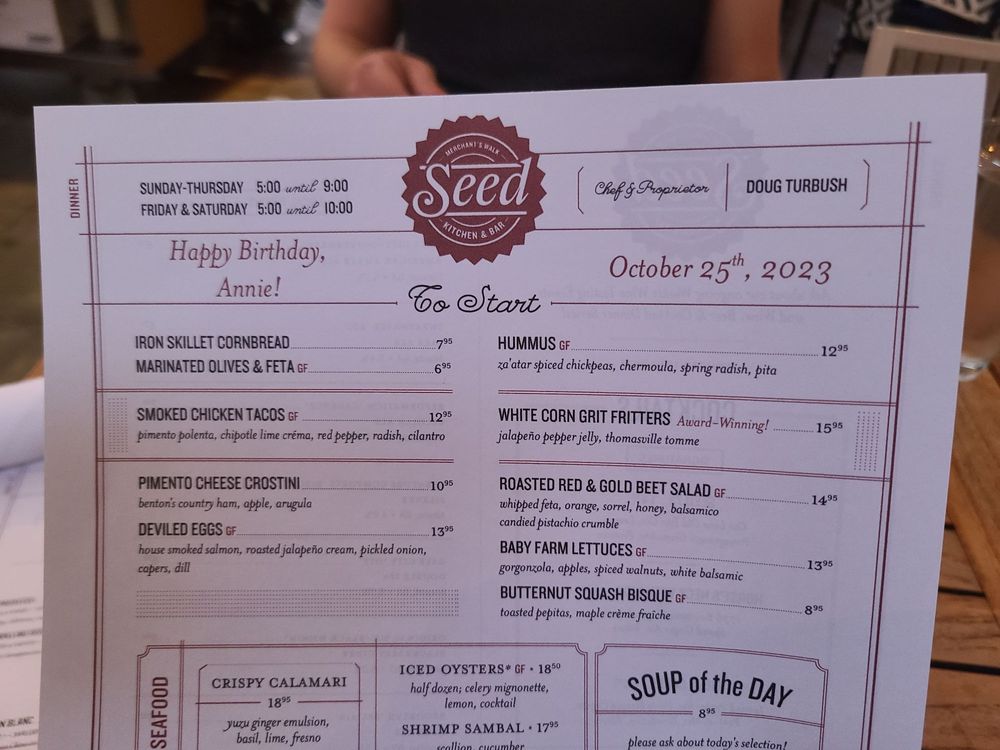 DINNER
SUNDAY-THURSDAY 5:00 until 9:00
FRIDAY & SATURDAY 5:00 until 10:00
MERCHANT'S WALK
Seed
KITCHEN & BAR
Chef & Proprietor
DOUG TURBUSH
Happy Birthday,
Annie!
October 25th, 2023
To Start
IRON SKILLET CORNBREAD 795
MARINATED OLIVES & FETA GF 695
SMOKED CHICKEN TACOS GF 1295
pimento polenta, chipotle lime créma, red pepper, radish, cilantro
PIMENTO CHEESE CROSTINI 1095
benton's country ham, apple, arugula
DEVILED EGGS GF 1395
house smoked salmon, roasted jalapeño cream, pickled onion,
capers, dill
HUMMUS GF 1295
za'atar spiced chickpeas, chermoula, spring radish, pita
WHITE CORN GRIT FRITTERS Award-Winning! 1595
jalapeño pepper jelly, thomasville tomme
ROASTED RED & GOLD BEET SALAD GF 1495
whipped feta, orange, sorrel, honey, balsamico
candied pistachio crumble
BABY FARM LETTUCES GF 1395
gorgonzola, apples, spiced walnuts, white balsamic
BUTTERNUT SQUASH BISQUE GF 895
toasted pepitas, maple crème fraîche
SEAFOOD
CRISPY CALAMARI
1895
yuzu ginger emulsion,
basil, lime, fresno
ICED OYSTERS* GF • 1850
half dozen; celery mignonette,
lemon, cocktail
SHRIMP SAMBAL • 1795
scallion, cucumber
SOUP of the DAY
895
please ask about today's selection!